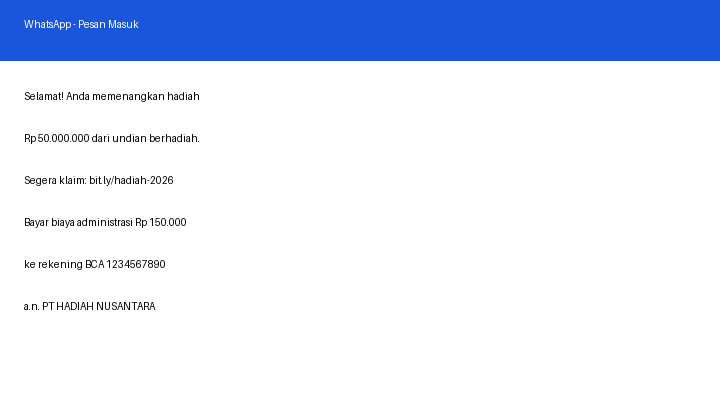 WhatsApp - Pesan Masuk
Selamat! Anda memenangkan hadiah
Rp 50.000.000 dari undian berhadiah.
Segera klaim: bit.ly/hadiah-2026
Bayar biaya administrasi Rp 150.000
ke rekening BCA 1234567890
a.n. PT HADIAH NUSANTARA